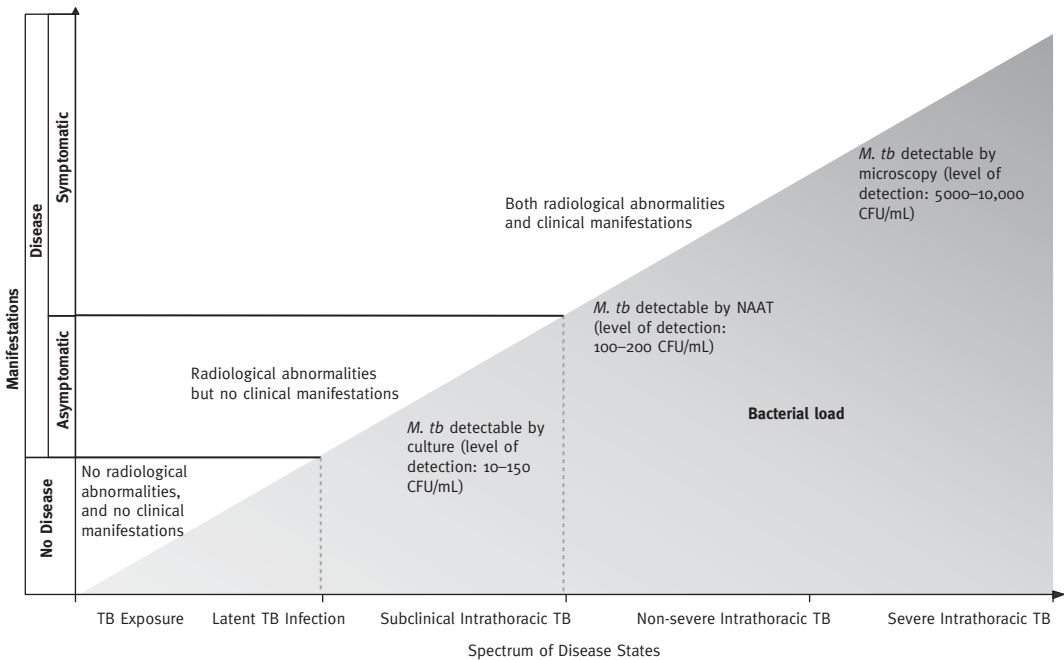 Manifestations
Disease
Symptomatic
Asymptomatic
No Disease
M. tb detectable by
microscopy (level of
detection: 5000–10,000
CFU/mL)
Both radiological abnormalities
and clinical manifestations
M. tb detectable by NAAT
(level of detection:
100–200 CFU/mL)
Radiological abnormalities
but no clinical manifestations
Bacterial load
M. tb detectable by
culture (level of
detection: 10–150
CFU/mL)
No radiological
abnormalities,
and no clinical
manifestations
TB Exposure
Latent TB Infection
Subclinical Intrathoracic TB
Non-severe Intrathoracic TB
Severe Intrathoracic TB
Spectrum of Disease States